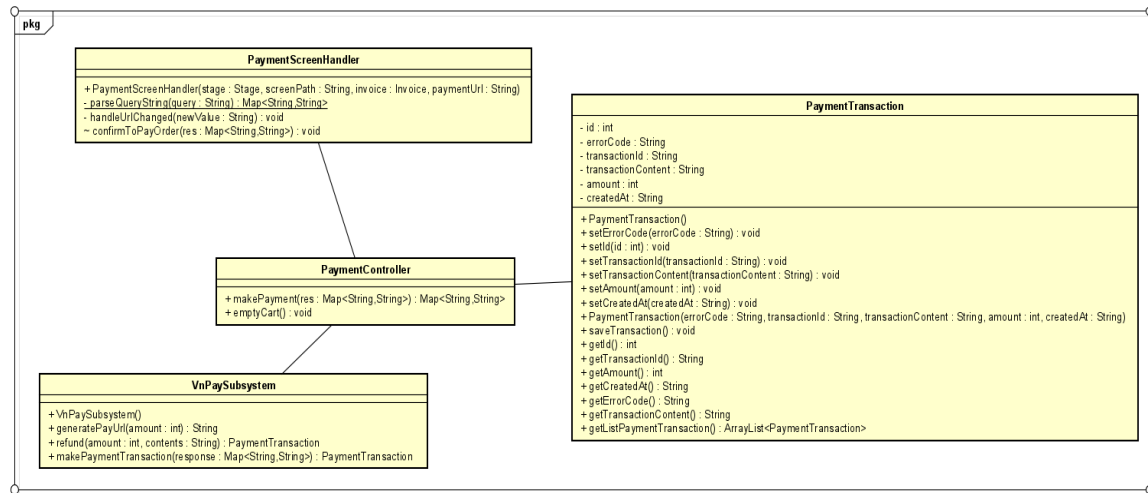 pkg
PaymentScreenHandler
+ PaymentScreenHandler(stage : Stage, screenPath : String, invoice : Invoice, paymentUrl : String)
- parseQueryString(query : String) : Map<String,String>
- handleUrlChanged(newValue : String) : void
~ confirmToPayOrder(res : Map<String,String>) : void
PaymentTransaction
- id : int
- errorCode : String
- transactionId : String
- transactionContent : String
- amount : int
- createdAt : String
+ PaymentTransaction()
+ setErrorCode(errorCode : String) : void
+ setId(id : int) : void
+ setTransactionId(transactionId : String) : void
+ setTransactionContent(transactionContent : String) : void
+ setAmount(amount : int) : void
+ setCreatedAt(createdAt : String) : void
+ PaymentTransaction(errorCode : String, transactionId : String, transactionContent : String, amount : int, createdAt : String)
+ saveTransaction() : void
+ getId() : int
+ getTransactionId() : String
+ getAmount() : int
+ getCreatedAt() : String
+ getErrorCode() : String
+ getTransactionContent() : String
+ getListPaymentTransaction() : ArrayList<PaymentTransaction>
PaymentController
+ makePayment(res : Map<String,String>) : Map<String,String>
+ emptyCart() : void
VnPaySubsystem
+ VnPaySubsystem()
+ generatePayUrl(amount : int) : String
+ refund(amount : int, contents : String) : PaymentTransaction
+ makePaymentTransaction(response : Map<String,String>) : PaymentTransaction